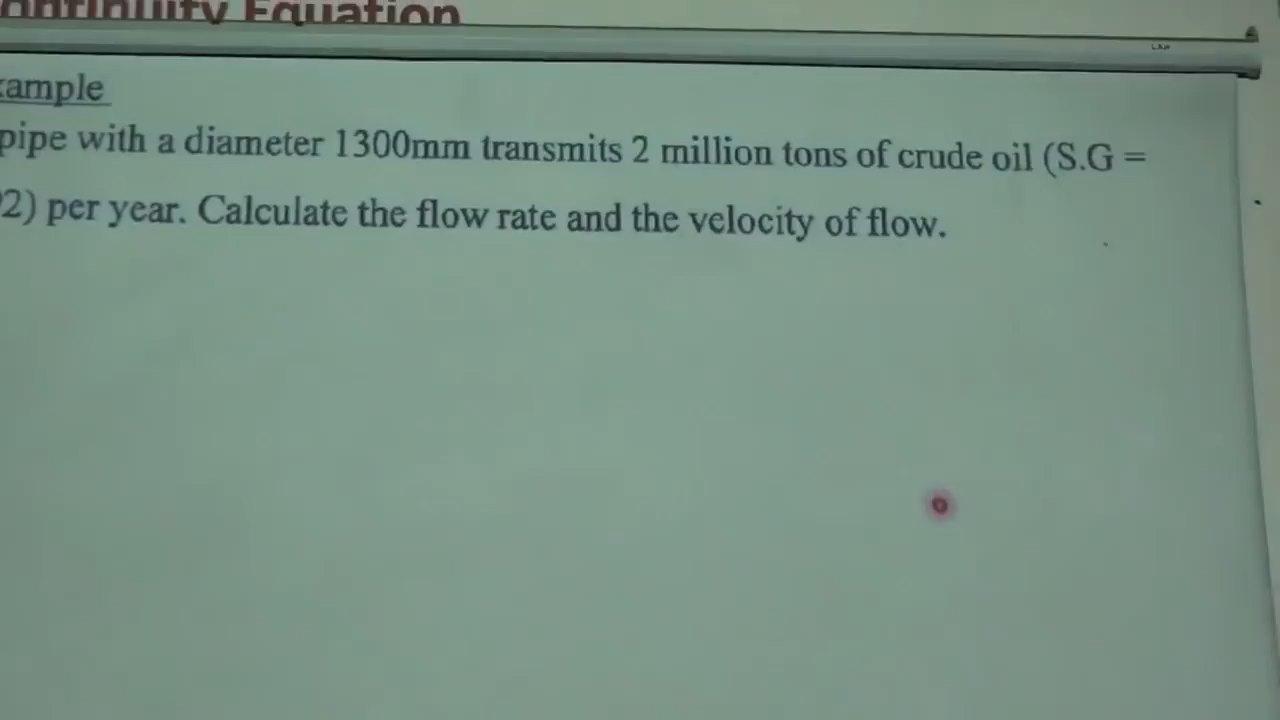 Equation
pipe with a diameter 1300mm transmits 2 million tons of crude oil (S.G =
2) per year. Calculate the flow rate and the velocity of flow.